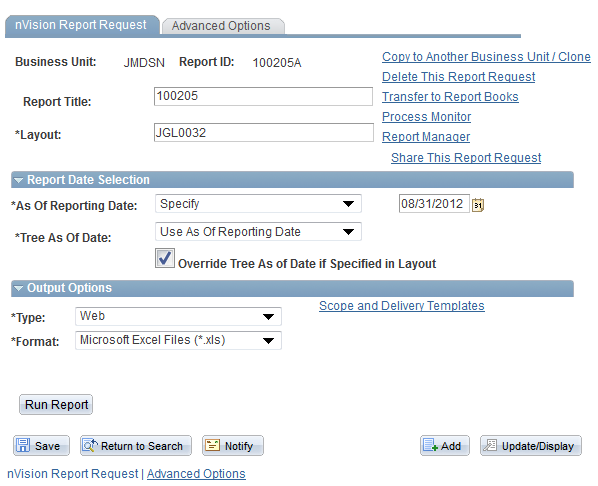 nVision Report Request Advanced Options
Business Unit: JMDSN Report ID: 100205A
Copy to Another Business Unit / Clone
Delete This Report Request
Report Title: 100205
Transfer to Report Books
Process Monitor
*Layout: JGL0032
Report Manager
Share This Report Request
Report Date Selection
*As Of Reporting Date: Specify 08/31/2012 31
*Tree As Of Date: Use As Of Reporting Date
Override Tree As of Date if Specified in Layout
Output Options
Scope and Delivery Templates
*Type: Web
*Format: Microsoft Excel Files (*.xls)
Run Report
Save Return to Search Notify Add Update/Display
nVision Report Request | Advanced Options